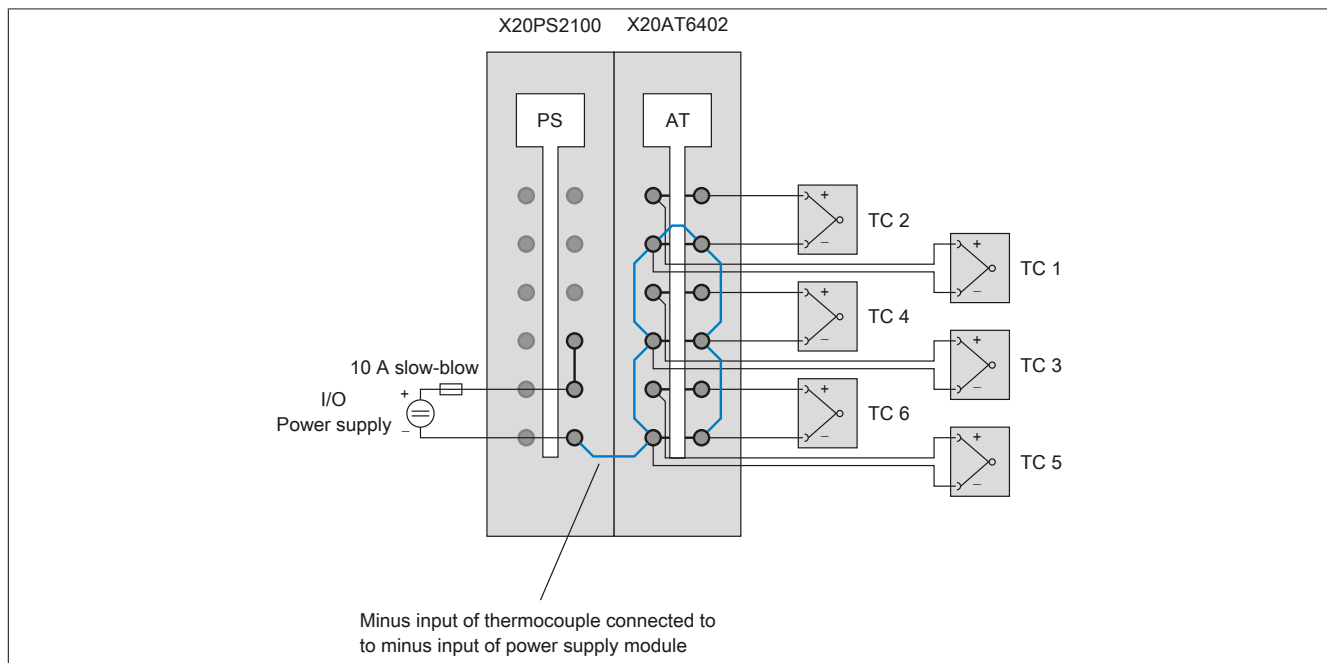 X20PS2100 X20AT6402
PS AT
+
−
TC 2
+
−
TC 1
+
−
TC 4
+
−
TC 3
10 A slow-blow
+
I/O
Power supply
−
+
−
TC 6
+
−
TC 5
Minus input of thermocouple connected to
to minus input of power supply module